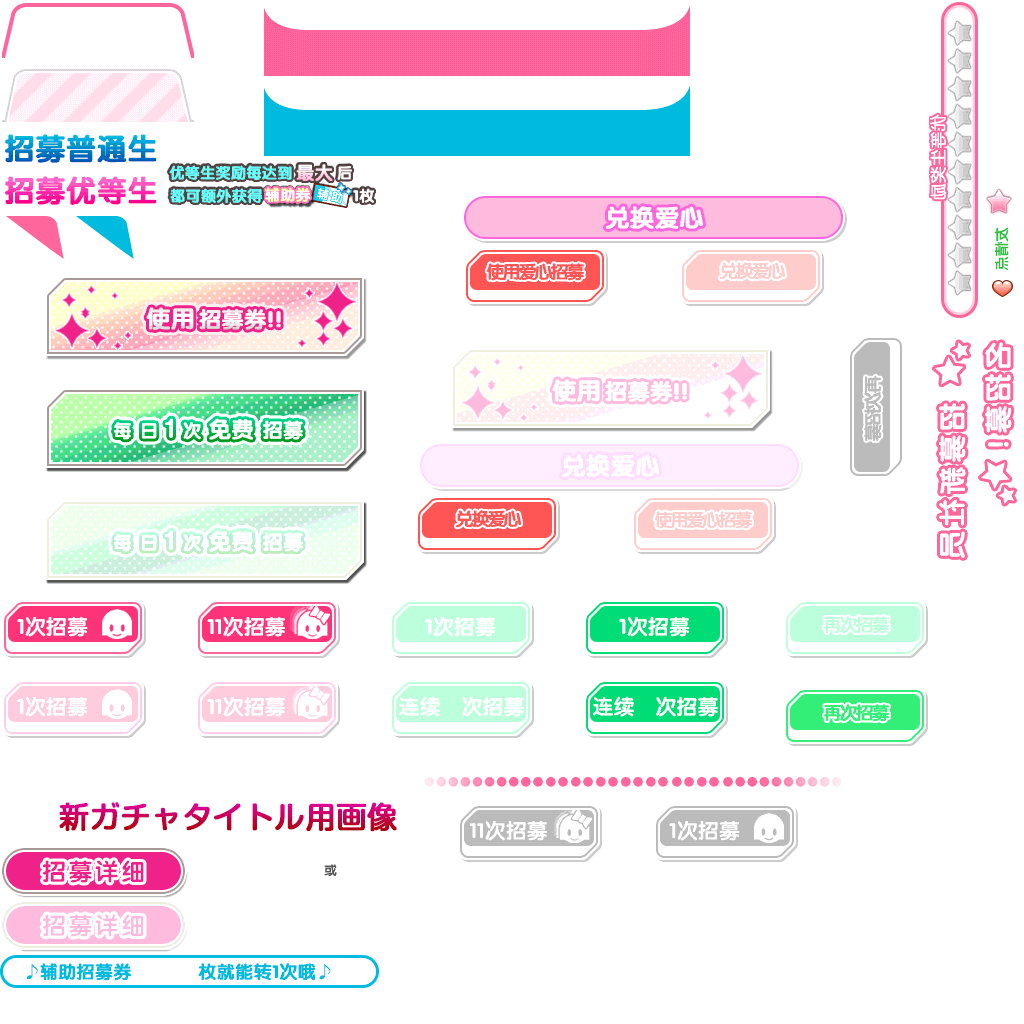 招募普通生
招募优等生
优等生奖励每达到 最大 后
都可额外获得 辅助券 1枚
兑换爱心
使用爱心招募
兑换爱心
使用 招募券!!
每日1次 免费 招募
每日1次 免费 招募
使用 招募券!!
兑换爱心
兑换爱心
使用爱心招募
1次招募
11次招募
1次招募
1次招募
再次招募
1次招募
11次招募
连续 次招募
连续 次招募
再次招募
新ガチャタイトル用画像
11次招募
1次招募
招募详细
或
招募详细
♪辅助招募券 枚就能转1次哦♪
友情点